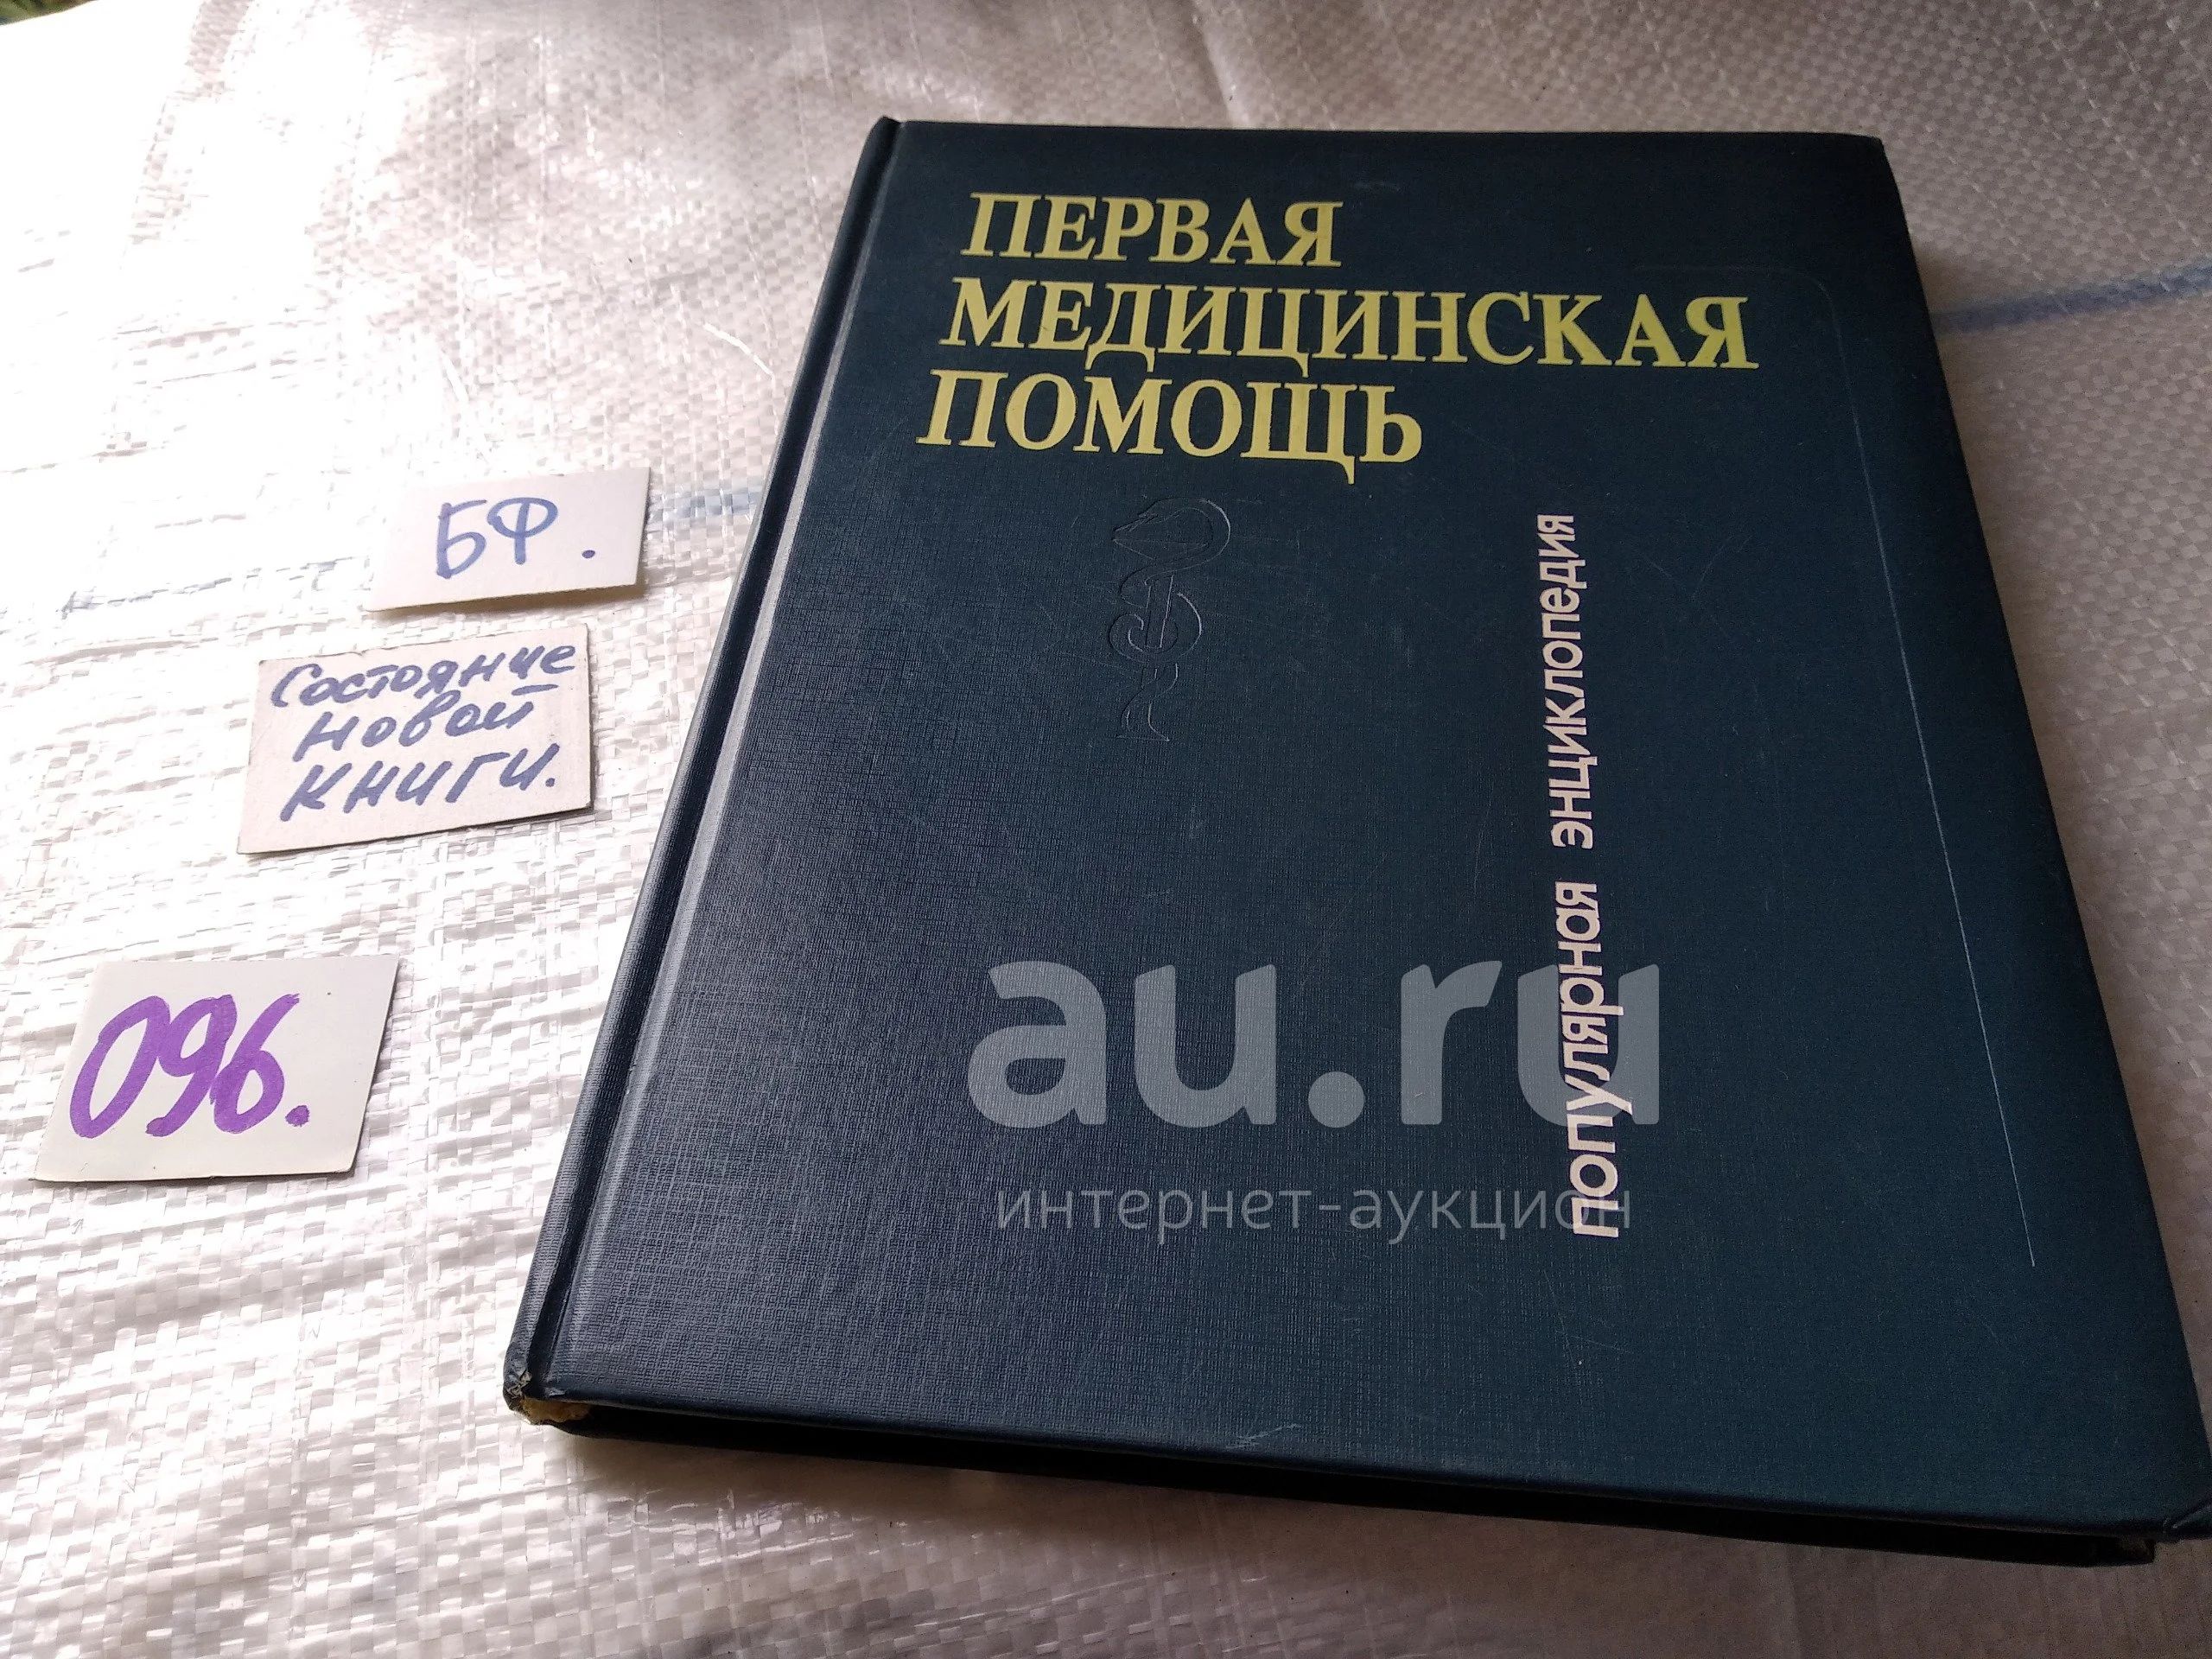 ПЕРВАЯ
МЕДИЦИНСКАЯ
ПОМОЩЬ
ПОПУЛЯРНАЯ ЭНЦИКЛОПЕДИЯ
БФ.
Состояние
новой
книги.
096.
au.ru
интернет-аукцион